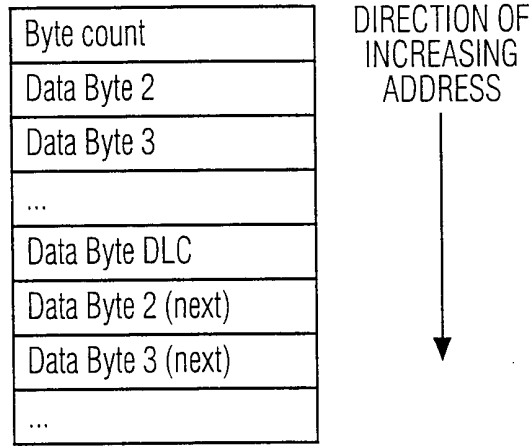 Byte count
Data Byte 2
Data Byte 3
...
Data Byte DLC
Data Byte 2 (next)
Data Byte 3 (next)
...
DIRECTION OF
INCREASING
ADDRESS